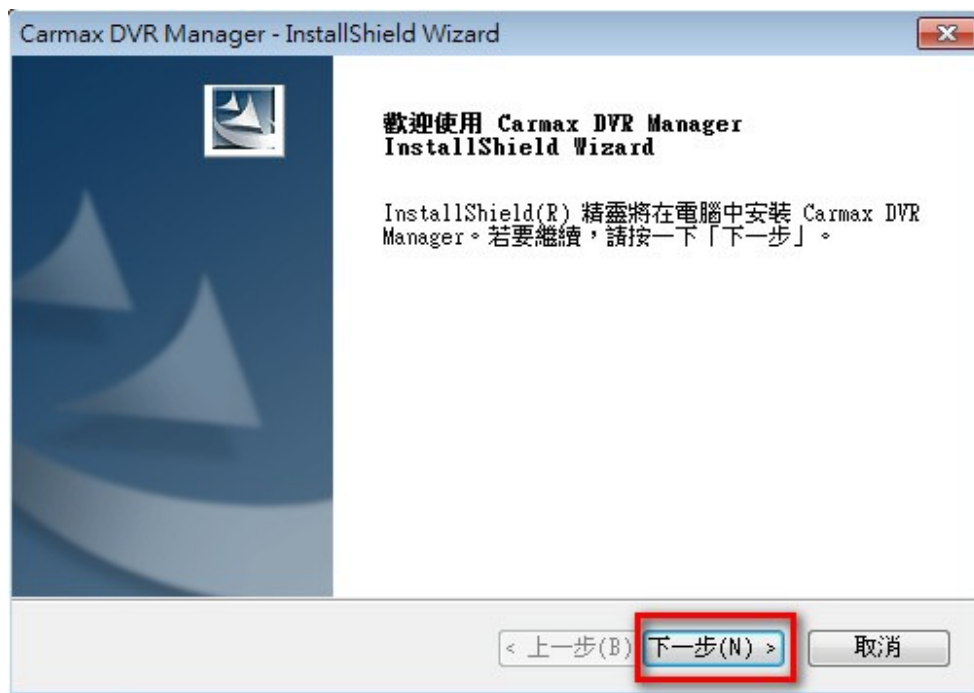 Carmax DVR Manager - InstallShield Wizard
歡迎使用 Carmax DVR Manager
InstallShield Wizard
InstallShield(R) 精靈將在電腦中安裝 Carmax DVR
Manager。若要繼續，請按一下「下一步」。
< 上一步(B) 下一步(N) > 取消